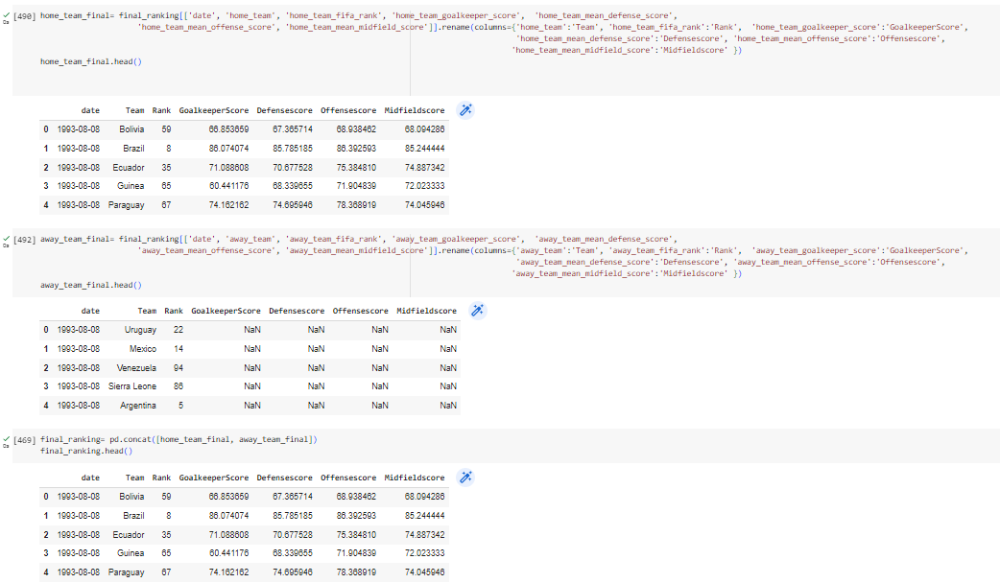 [490] home_team_final= final_ranking[['date', 'home_team', 'home_team_fifa_rank', 'home_team_goalkeeper_score', 'home_team_mean_defense_score',
'home_team_mean_offense_score', 'home_team_mean_midfield_score']].rename(columns={'home_team':'Team', 'home_team_fifa_rank':'Rank', 'home_team_goalkeeper_score':'GoalkeeperScore',
'home_team_mean_defense_score':'Defensescore', 'home_team_mean_offense_score':'Offensescore',
'home_team_mean_midfield_score':'Midfieldscore' })
0s
home_team_final.head()
date Team Rank GoalkeeperScore Defensescore Offensescore Midfieldscore
0 1993-08-08 Bolivia 59 66.853659 67.365714 68.938462 68.094286
1 1993-08-08 Brazil 8 86.074074 85.785185 86.392593 85.244444
2 1993-08-08 Ecuador 35 71.088608 70.677528 75.384810 74.887342
3 1993-08-08 Guinea 65 60.441176 68.339655 71.904839 72.023333
4 1993-08-08 Paraguay 67 74.162162 74.695946 78.368919 74.045946
[492] away_team_final= final_ranking[['date', 'away_team', 'away_team_fifa_rank', 'away_team_goalkeeper_score', 'away_team_mean_defense_score',
'away_team_mean_offense_score', 'away_team_mean_midfield_score']].rename(columns={'away_team':'Team', 'away_team_fifa_rank':'Rank', 'away_team_goalkeeper_score':'GoalkeeperScore',
'away_team_mean_defense_score':'Defensescore', 'away_team_mean_offense_score':'Offensescore',
'away_team_mean_midfield_score':'Midfieldscore' })
0s
away_team_final.head()
date Team Rank GoalkeeperScore Defensescore Offensescore Midfieldscore
0 1993-08-08 Uruguay 22 NaN NaN NaN NaN
1 1993-08-08 Mexico 14 NaN NaN NaN NaN
2 1993-08-08 Venezuela 94 NaN NaN NaN NaN
3 1993-08-08 Sierra Leone 86 NaN NaN NaN NaN
4 1993-08-08 Argentina 5 NaN NaN NaN NaN
[469] final_ranking= pd.concat([home_team_final, away_team_final])
0s
final_ranking.head()
date Team Rank GoalkeeperScore Defensescore Offensescore Midfieldscore
0 1993-08-08 Bolivia 59 66.853659 67.365714 68.938462 68.094286
1 1993-08-08 Brazil 8 86.074074 85.785185 86.392593 85.244444
2 1993-08-08 Ecuador 35 71.088608 70.677528 75.384810 74.887342
3 1993-08-08 Guinea 65 60.441176 68.339655 71.904839 72.023333
4 1993-08-08 Paraguay 67 74.162162 74.695946 78.368919 74.045946